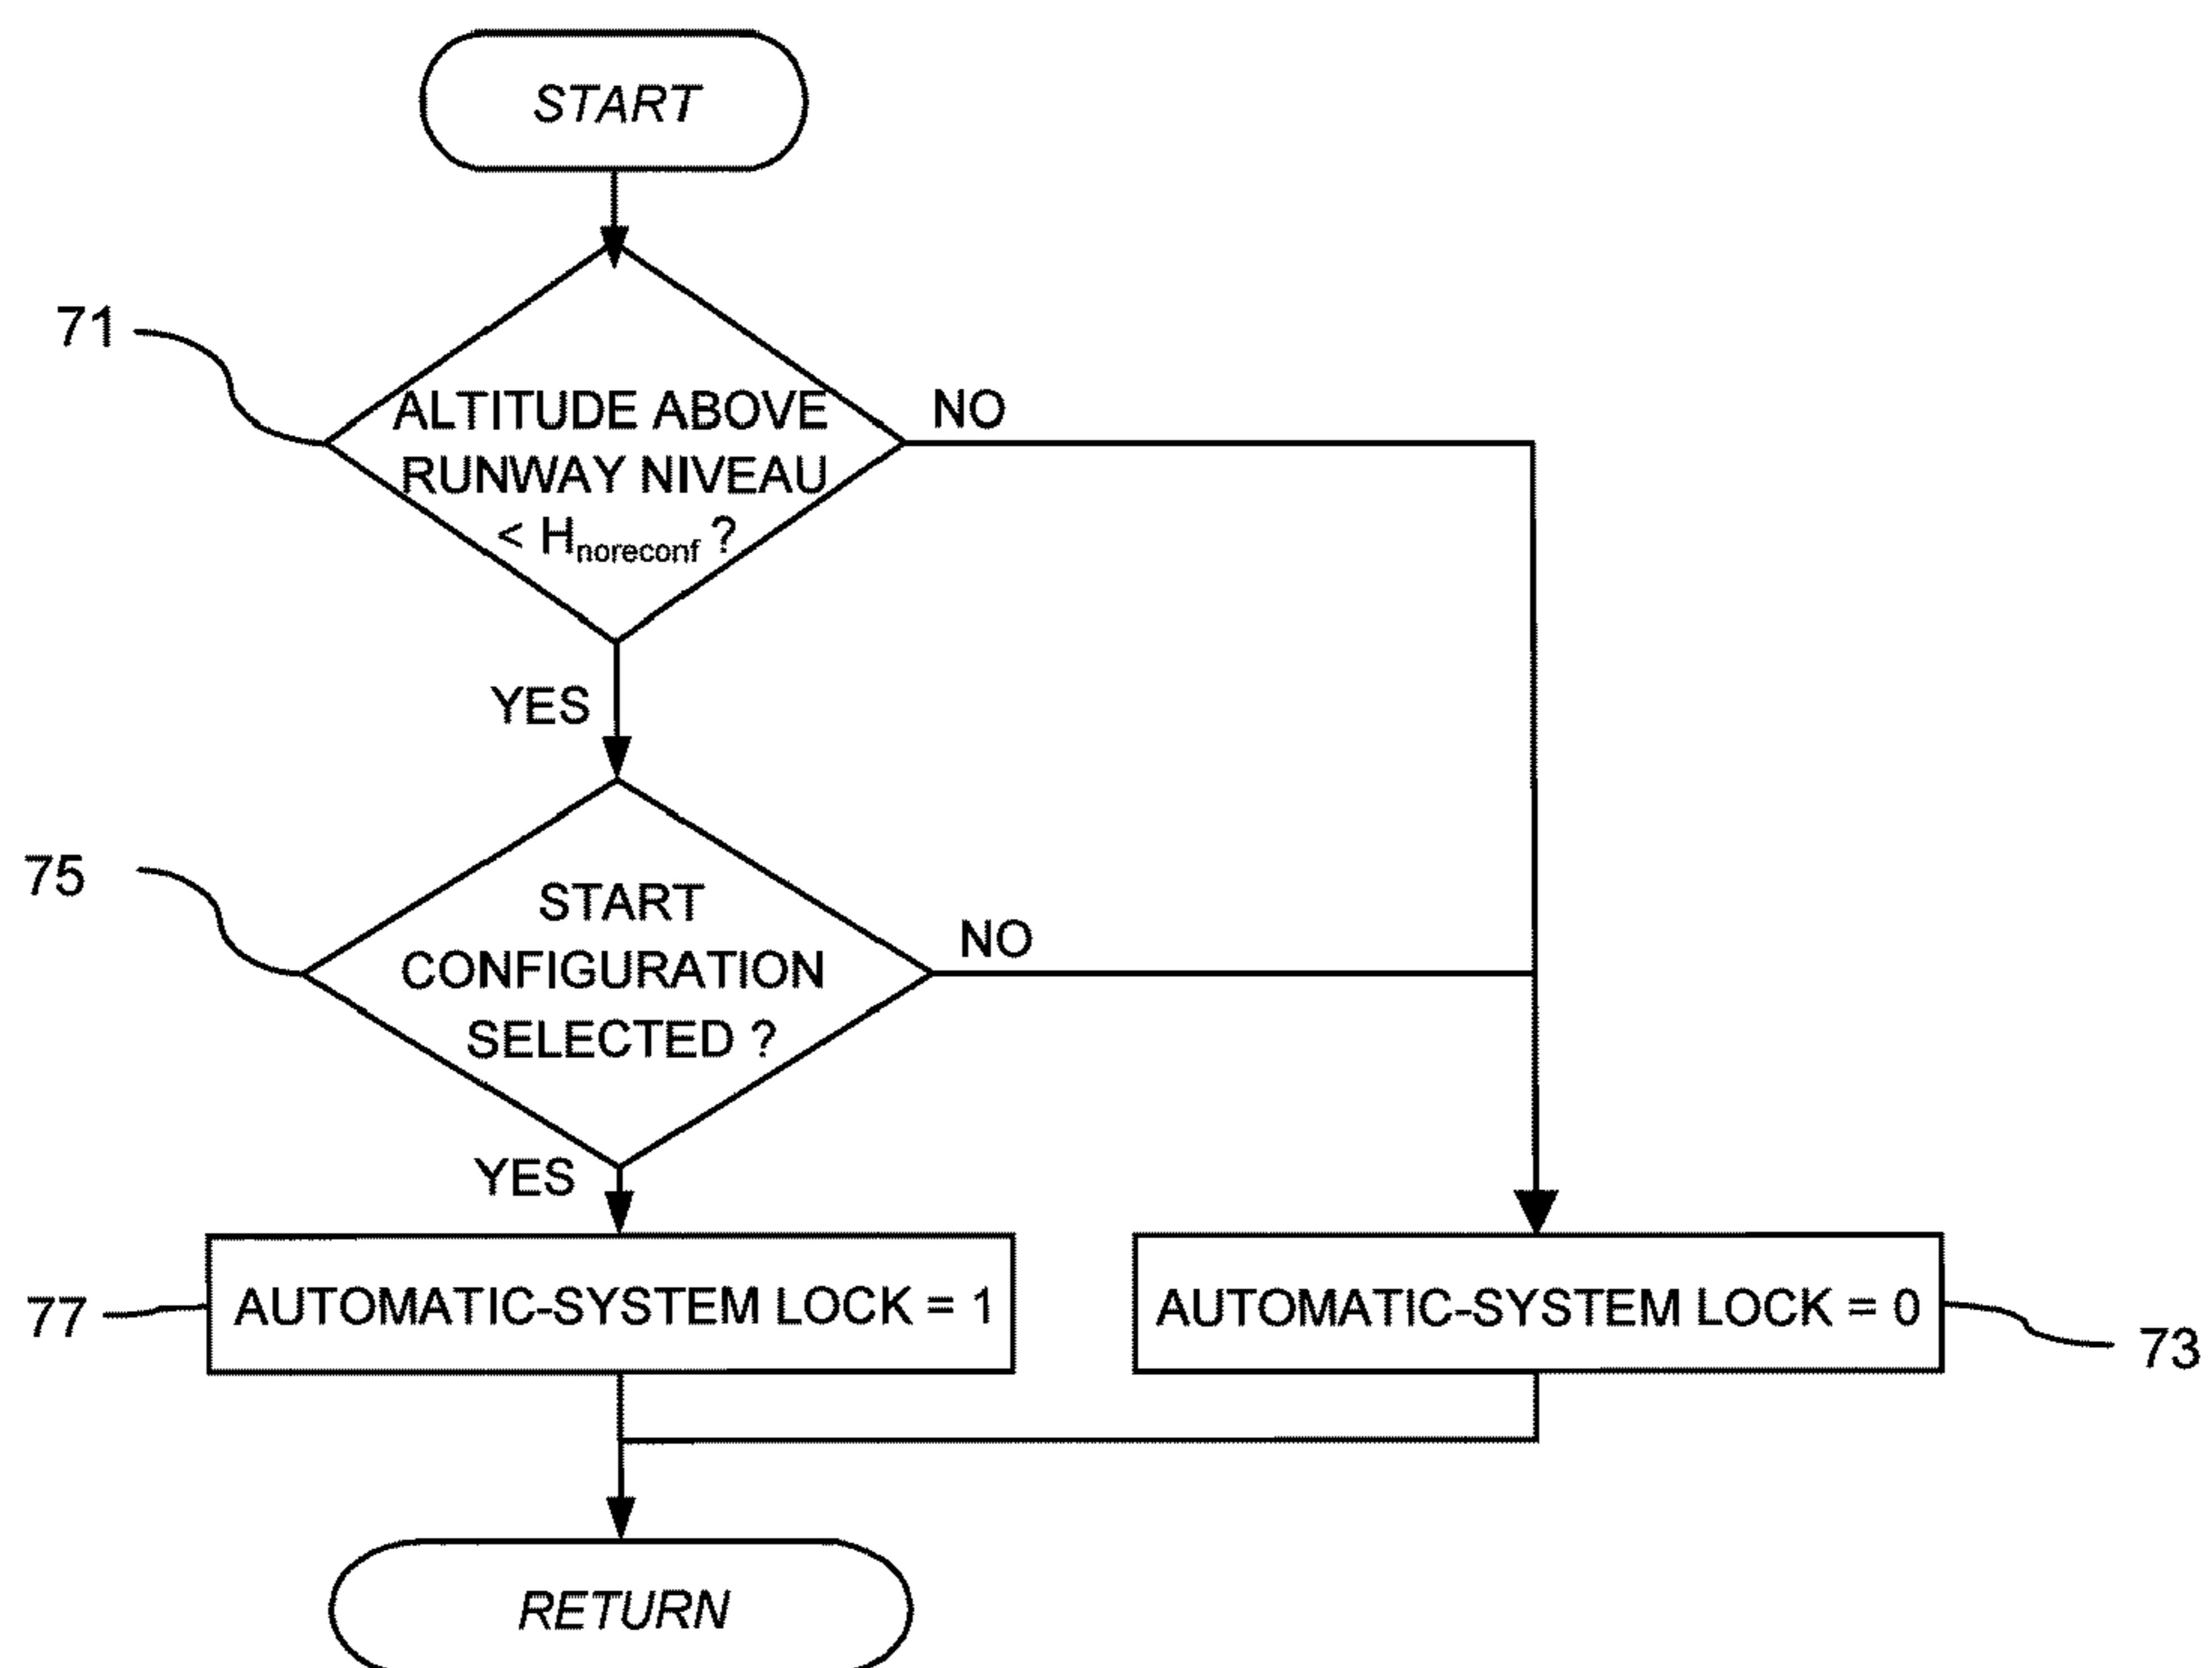 START
71
ALTITUDE ABOVE
RUNWAY NIVEAU
< Hnoreconf ?
NO
YES
75
START
CONFIGURATION
SELECTED ?
NO
YES
77
AUTOMATIC-SYSTEM LOCK = 1
AUTOMATIC-SYSTEM LOCK = 0
73
RETURN